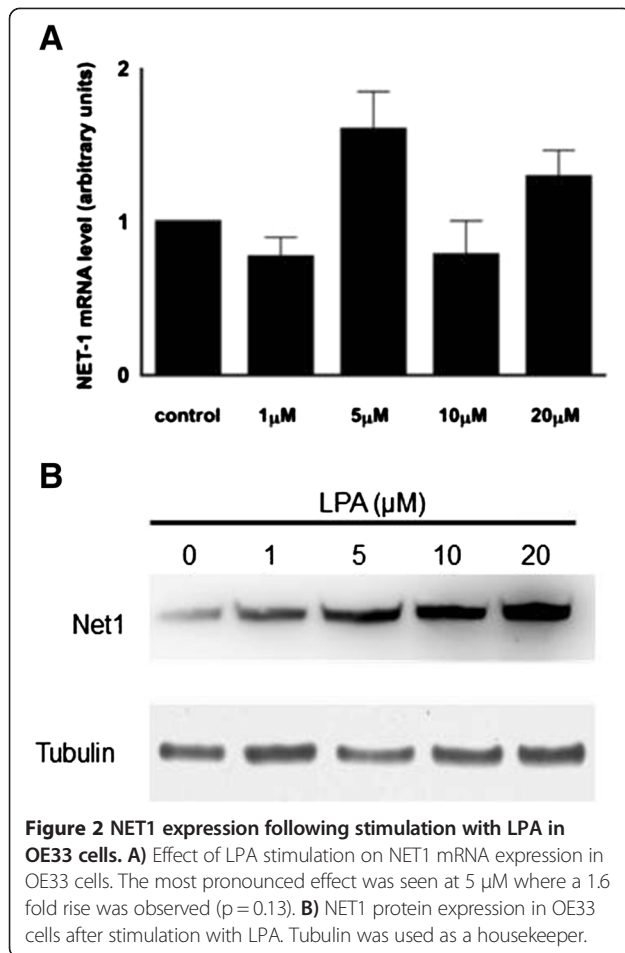 A
NET-1 mRNA level (arbitrary units)
2
1
0
control 1µM 5µM 10µM 20µM
B
LPA (µM)
0 1 5 10 20
Net1
Tubulin
Figure 2 NET1 expression following stimulation with LPA in
OE33 cells. A) Effect of LPA stimulation on NET1 mRNA expression in
OE33 cells. The most pronounced effect was seen at 5 µM where a 1.6
fold rise was observed (p = 0.13). B) NET1 protein expression in OE33
cells after stimulation with LPA. Tubulin was used as a housekeeper.